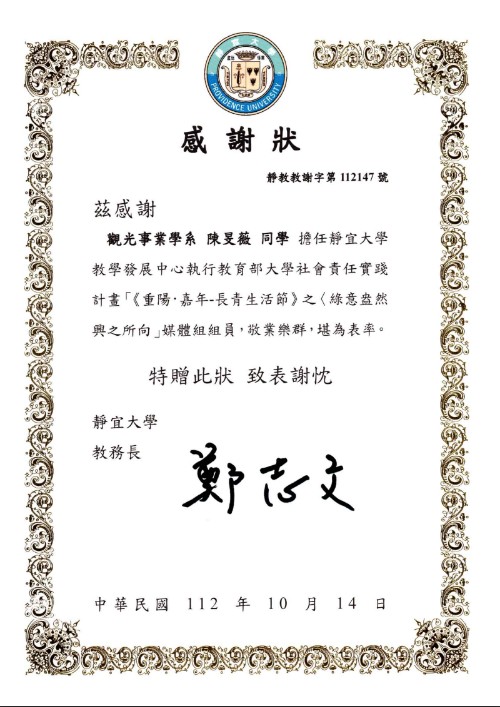 靜宜大學
PROVIDENCE UNIVERSITY
感謝狀
靜教教謝字第 112147 號
茲感謝
觀光事業學系 陳旻薇 同學 擔任靜宜大學
教學發展中心執行教育部大學社會責任實踐
計畫「《重陽·嘉年-長青生活節》之〈綠意盎然
興之所向」媒體組組員，敬業樂群，堪為表率。
特贈此狀 致表謝忱
靜宜大學
教務長
鄭志文
中華民國 112 年 10 月 14 日